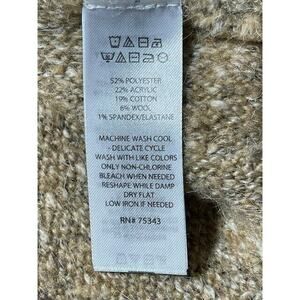 52% POLYESTER
22% ACRYLIC
19% COTTON
6% WOOL
1% SPANDEX/ELASTANE
MACHINE WASH COOL
- DELICATE CYCLE
WASH WITH LIKE COLORS
ONLY NON-CHLORINE
BLEACH WHEN NEEDED
RESHAPE WHILE DAMP
DRY FLAT
LOW IRON IF NEEDED
RN# 75343